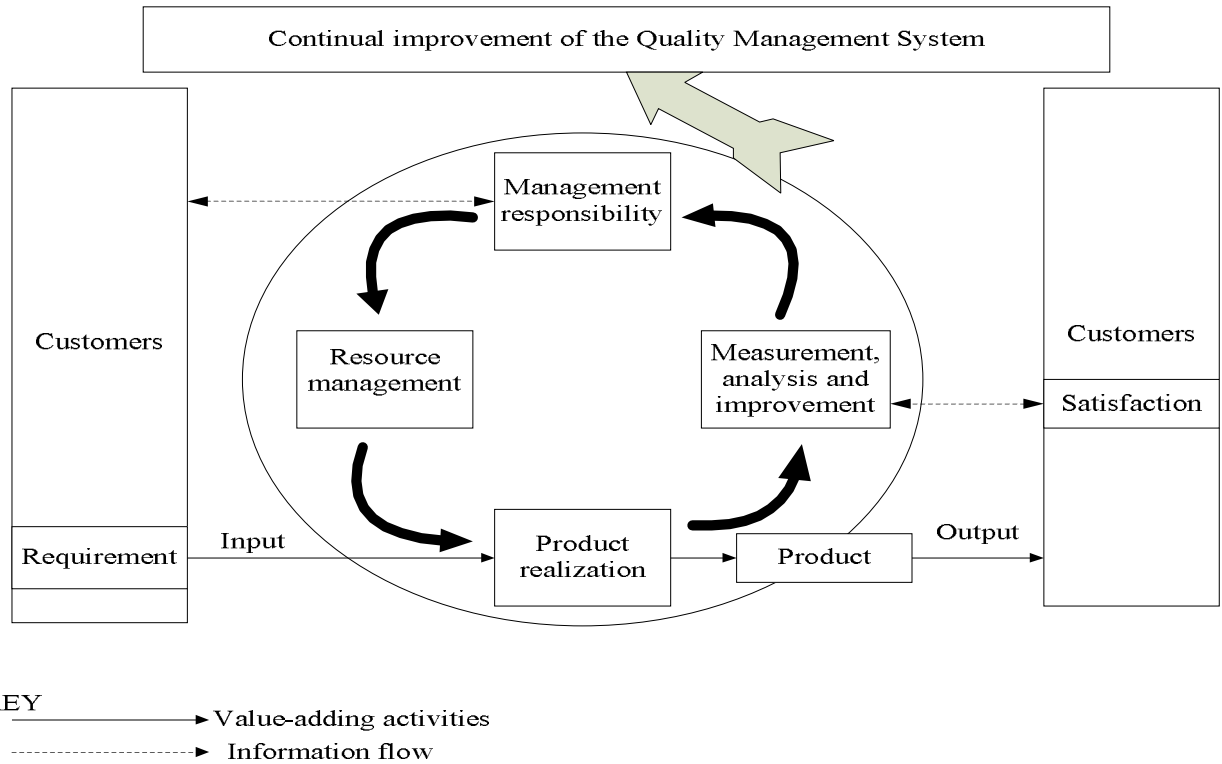 Continual improvement of the Quality Management System
Management
responsibility
Customers
Resource
management
Measurement,
analysis and
improvement
Customers
Satisfaction
Requirement
Input
Product
realization
Product
Output
EY
Value-adding activities
Information flow